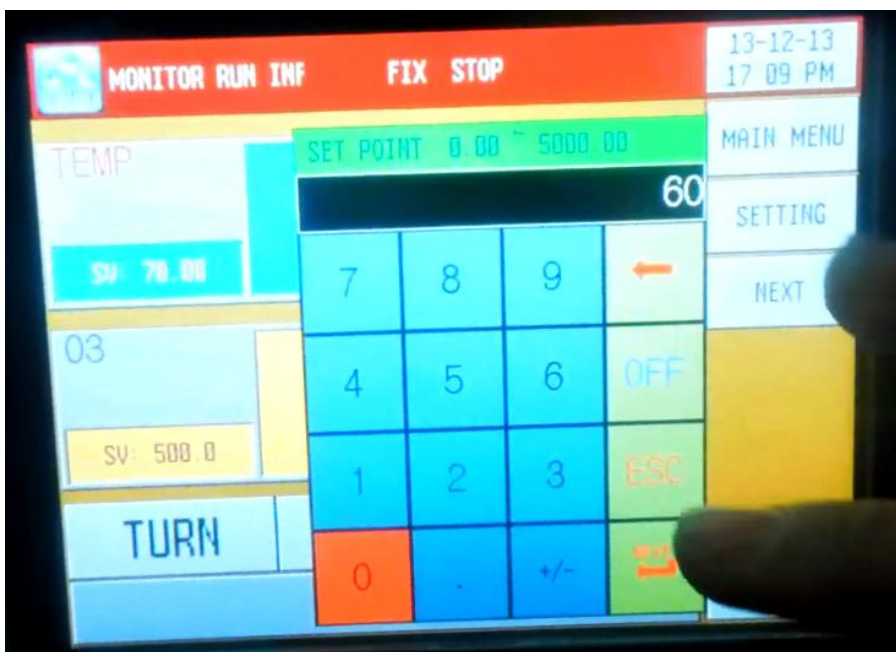 MONITOR RUN INF
FIX STOP
13-12-13
17 09 PM
TEMP
SET POINT 0.00 ~ 5000.00
60
MAIN MENU
SETTING
NEXT
SV: 70.00
7 8 9 ←
03
4 5 6 OFF
SV: 500.0
1 2 3 ESC
TURN
0 . +/-